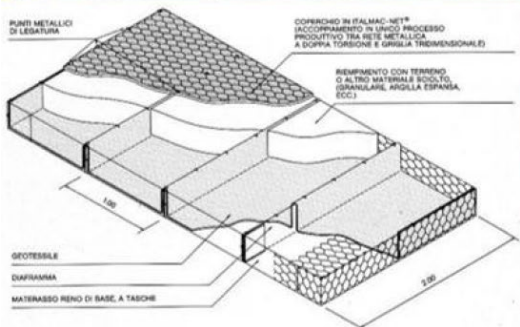 PUNTI METALLICI
DI LEGATURA
COPERCHIO IN ITALMAC-NET®
(ACCOPPIAMENTO IN UNICO PROCESSO
PRODUTTIVO TRA RETE METALLICA
A DOPPIA TORSIONE E GRIGLIA TRIDIMENSIONALE)
RIEMPIMENTO CON TERRENO
O ALTRO MATERIALE SCIOLTO,
(GRANULARE, ARGILLA ESPANSA,
ECC.)
1.00
GEOTESSILE
DIAFRAMMA
MATERASSO RENO DI BASE, A TASCHE
2.00